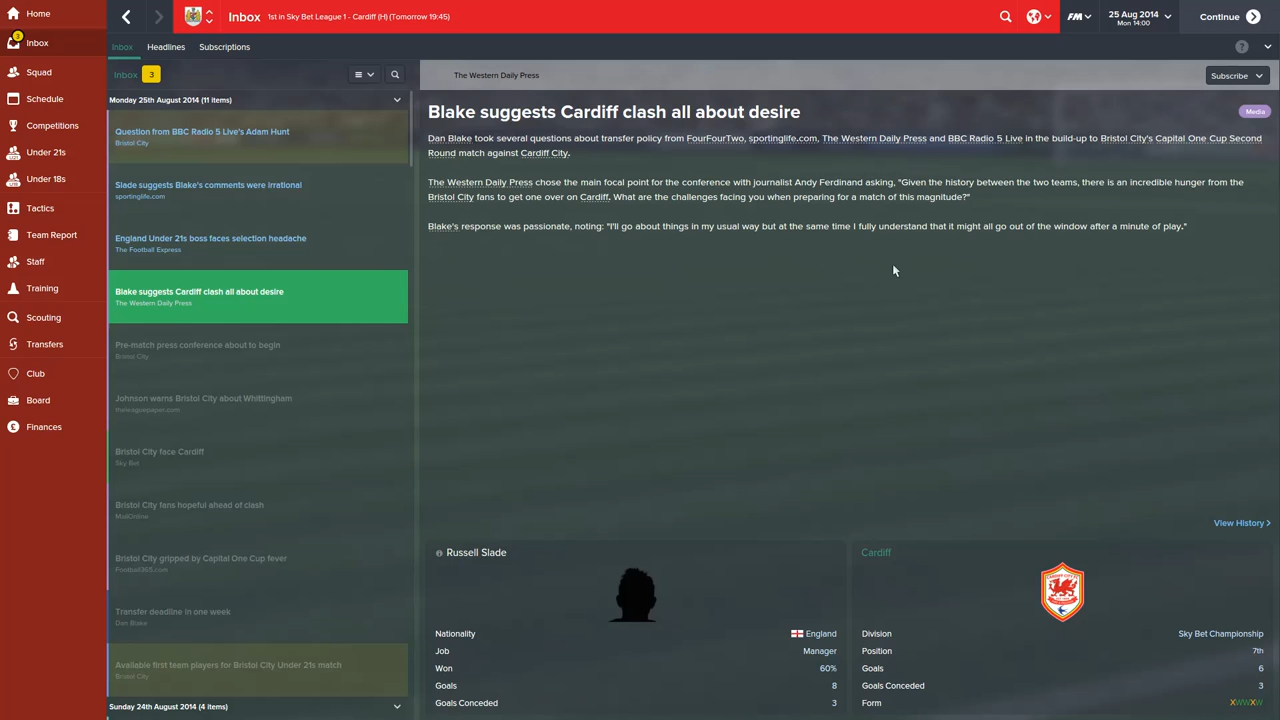 Home
Inbox
1st in Sky Bet League 1 - Cardiff (H) (Tomorrow 19:45)
FM
25 Aug 2014
Mon 14:00
Continue
3
Inbox
Squad
Schedule
Competitions
Under 21s
Under 18s
Tactics
Team Report
Staff
Training
Scouting
Transfers
Club
Board
Finances
Inbox
Headlines
Subscriptions
?
Inbox
3
Monday 25th August 2014 (11 items)
Question from BBC Radio 5 Live's Adam Hunt
Bristol City
Slade suggests Blake's comments were irrational
sportinglife.com
England Under 21s boss faces selection headache
The Football Express
Blake suggests Cardiff clash all about desire
The Western Daily Press
Pre-match press conference about to begin
Bristol City
Johnson warns Bristol City about Whittingham
theleaguepaper.com
Bristol City face Cardiff
Sky Bet
Bristol City fans hopeful ahead of clash
MailOnline
Bristol City gripped by Capital One Cup fever
Football365.com
Transfer deadline in one week
Dan Blake
Available first team players for Bristol City Under 21s match
Bristol City
Sunday 24th August 2014 (4 items)
The Western Daily Press
Subscribe
Blake suggests Cardiff clash all about desire
Media
Dan Blake took several questions about transfer policy from FourFourTwo, sportinglife.com, The Western Daily Press and BBC Radio 5 Live in the build-up to Bristol City's Capital One Cup Second
Round match against Cardiff City.
The Western Daily Press chose the main focal point for the conference with journalist Andy Ferdinand asking, "Given the history between the two teams, there is an incredible hunger from the
Bristol City fans to get one over on Cardiff. What are the challenges facing you when preparing for a match of this magnitude?"
Blake's response was passionate, noting: "I'll go about things in my usual way but at the same time I fully understand that it might all go out of the window after a minute of play."
View History
Russell Slade
Nationality England
Job Manager
Won 60%
Goals 8
Goals Conceded 3
Cardiff
Division Sky Bet Championship
Position 7th
Goals 6
Goals Conceded 3
Form XWWXW